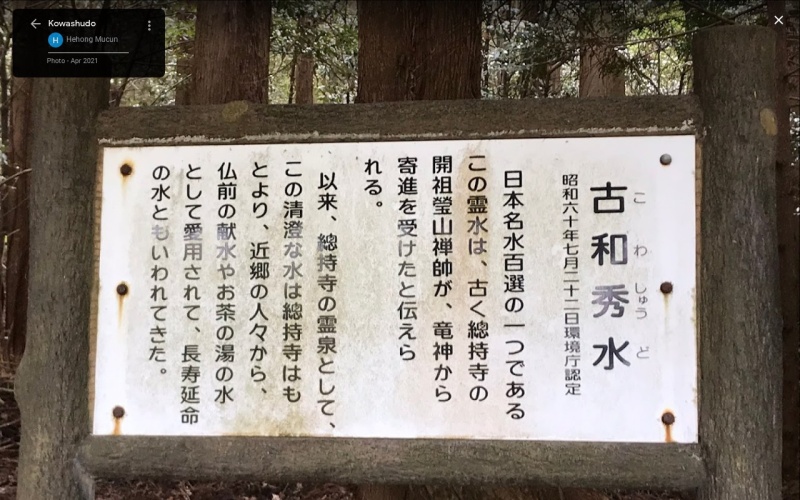 Kowashudo
H
Hehong Mucun
Photo - Apr 2021
古和秀水
こわしゅうど
昭和六十年七月二十二日環境庁認定
日本名水百選の一つである
この霊水は、古く總持寺の
開祖瑩山禅師が、竜神から
寄進を受けたと伝えら
れる。
以来、總持寺の霊泉として、
この清澄な水は總持寺はも
とより、近郷の人々から、
仏前の献水やお茶の湯の水
として愛用されて、長寿延命
の水ともいわれてきた。